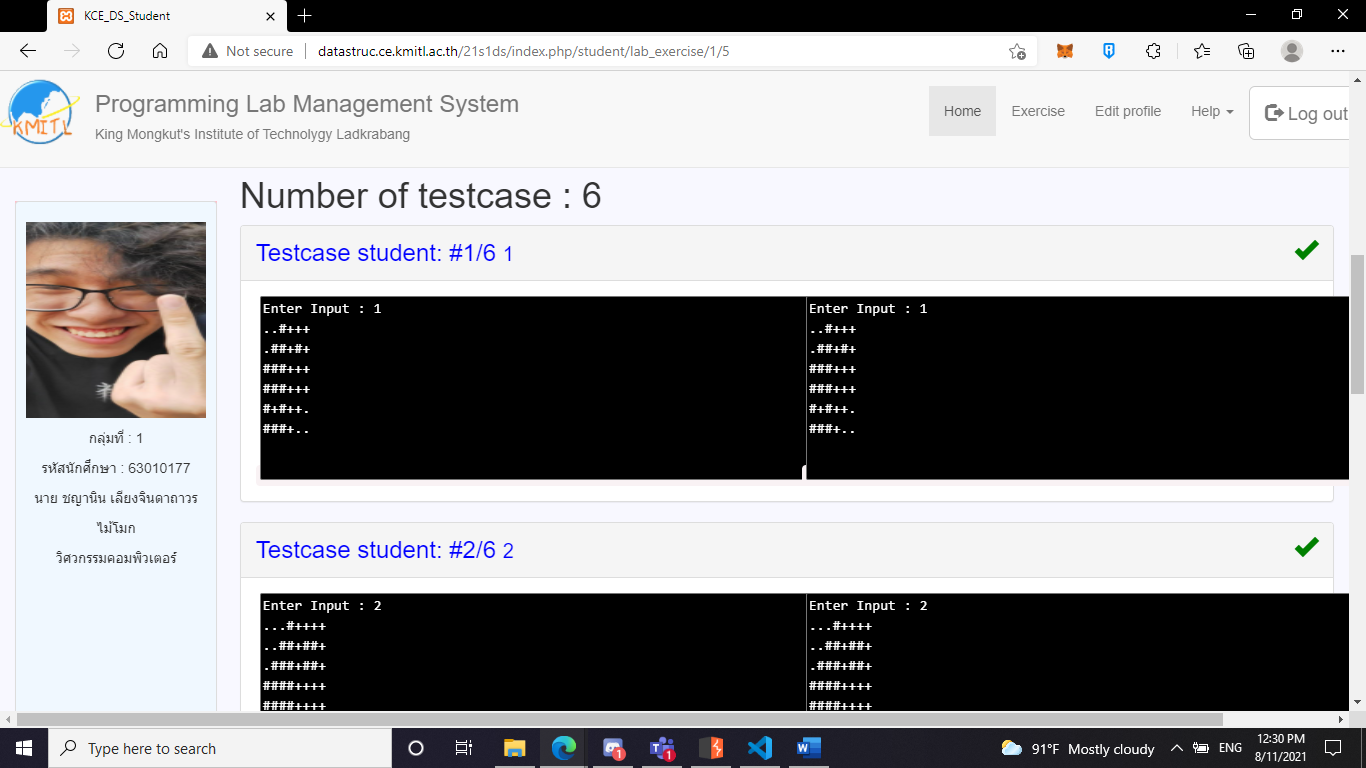 KCE_DS_Student
Not secure
datastruc.ce.kmitl.ac.th/21s1ds/index.php/student/lab_exercise/1/5
KMITL
Programming Lab Management System
King Mongkut's Institute of Technolygy Ladkrabang
Home
Exercise
Edit profile
Help
Log out
กลุ่มที่ : 1
รหัสนักศึกษา : 63010177
นาย ชญานิน เลียงจินดาถาวร
ไม้โมก
วิศวกรรมคอมพิวเตอร์
Number of testcase : 6
Testcase student: #1/6 1
Enter Input : 1
..#+++
.##+#+
###+++
###+++
#+#++.
###+..
Enter Input : 1
..#+++
.##+#+
###+++
###+++
#+#++.
###+..
Testcase student: #2/6 2
Enter Input : 2
...#++++
..##+##+
.###+##+
####++++
####++++
Enter Input : 2
...#++++
..##+##+
.###+##+
####++++
####++++
Type here to search
1
1
91°F Mostly cloudy
ENG
12:30 PM
8/11/2021